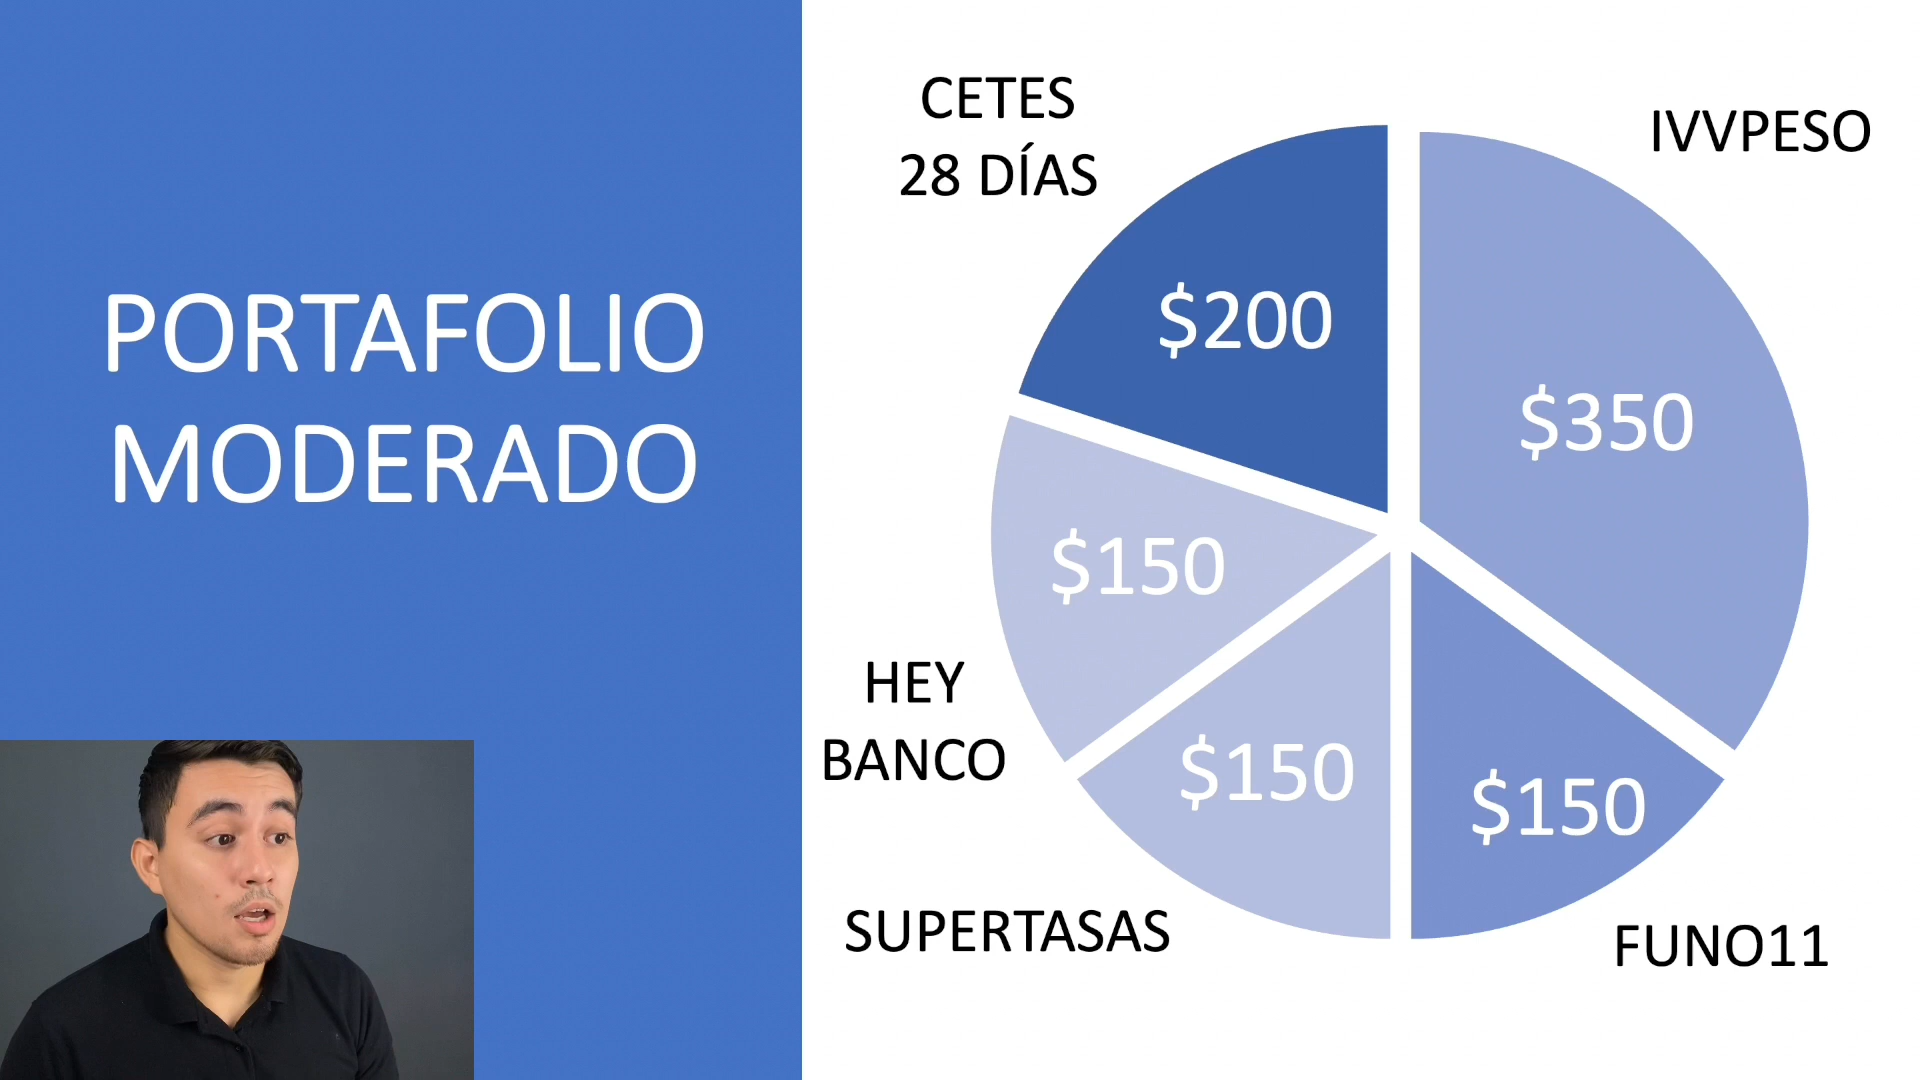 PORTAFOLIO
MODERADO
CETES
28 DÍAS
IVVPESO
$200
$350
$150
HEY
BANCO
$150
$150
SUPERTASAS
FUNO11